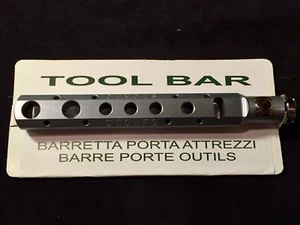 TOOL BAR
BARRETTA PORTA ATTREZZI
BARRE PORTE OUTILS